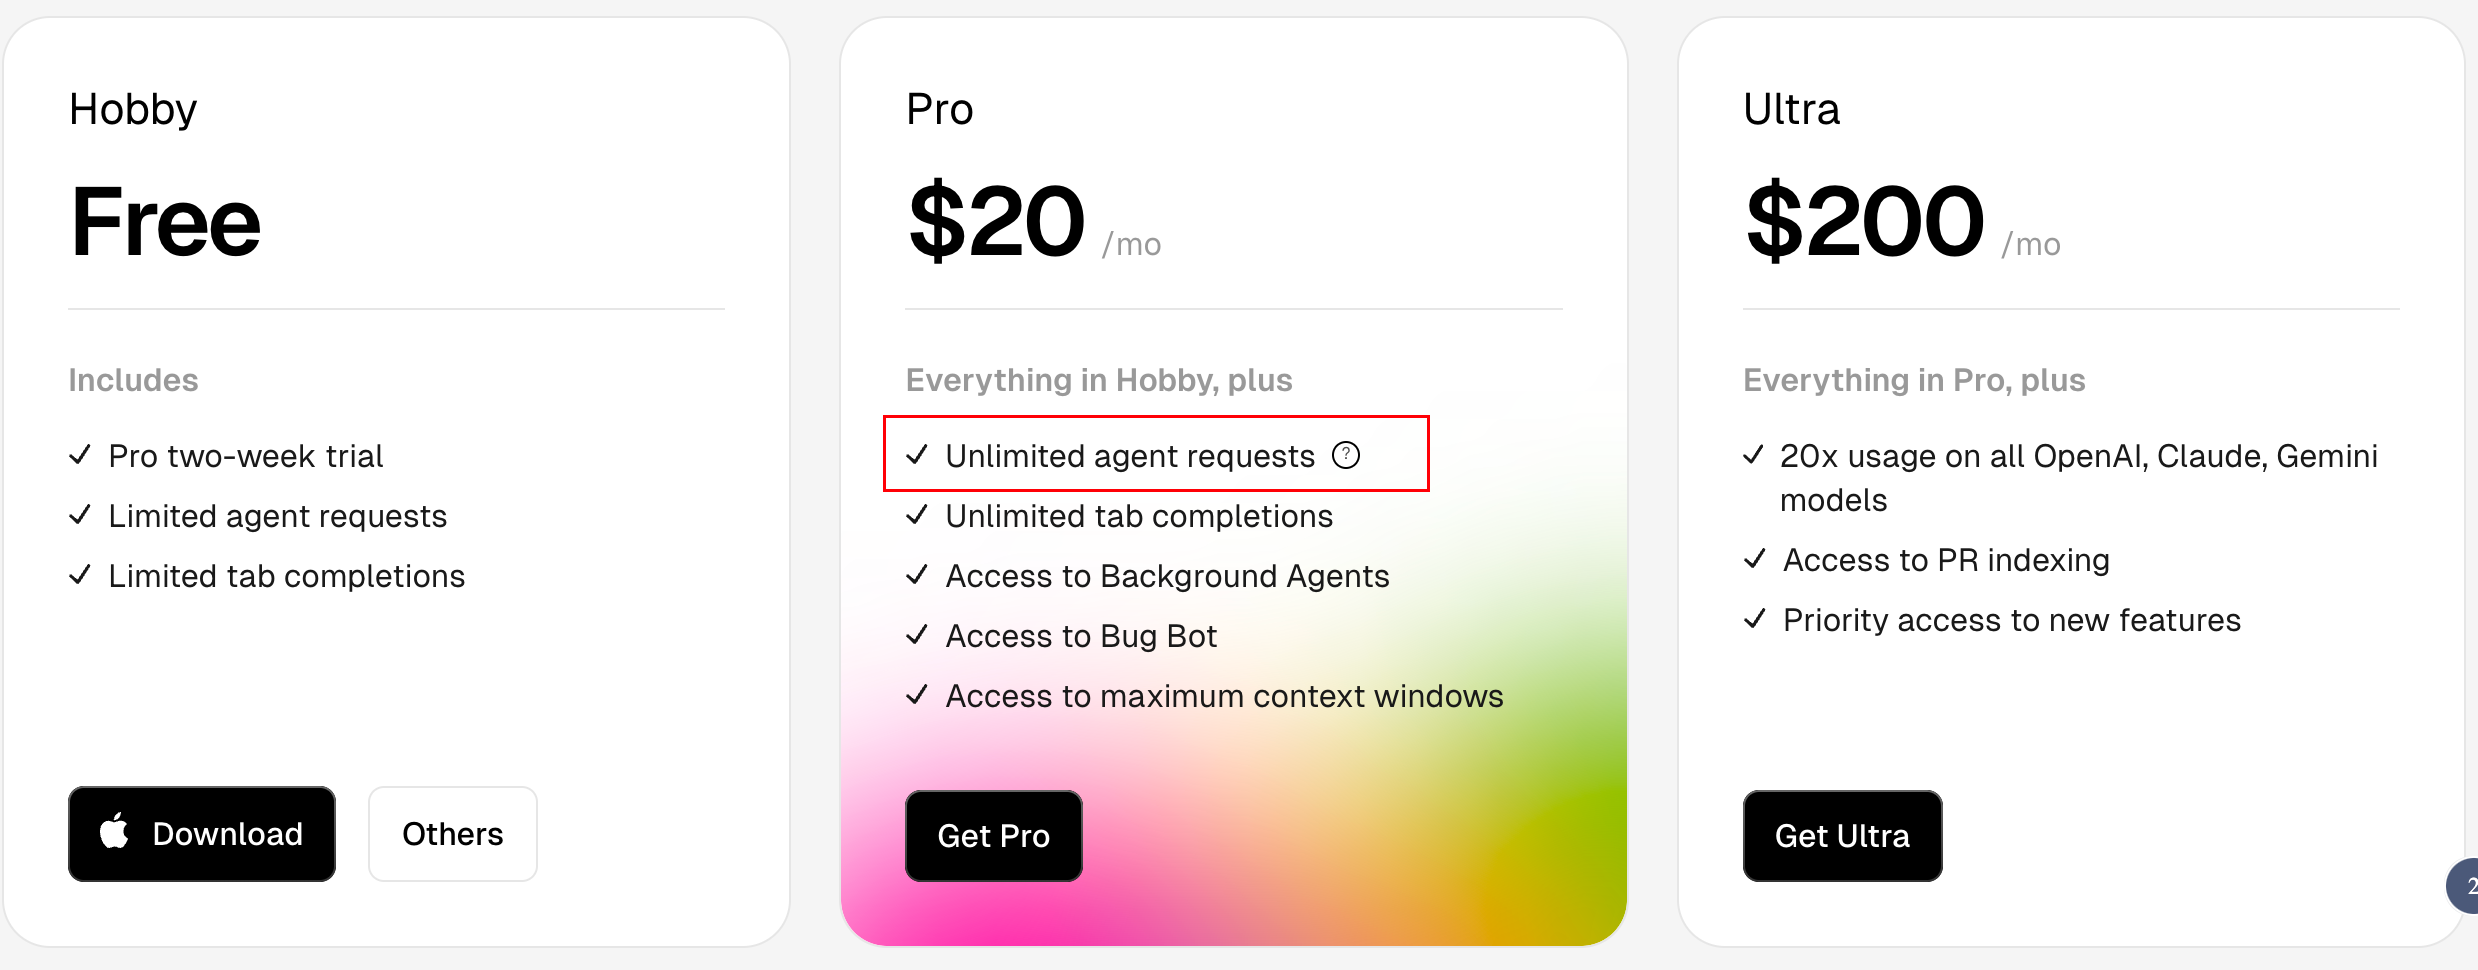 Hobby
Free
Includes
Pro two-week trial
Limited agent requests
Limited tab completions
Download
Others
Pro
$20 /mo
Everything in Hobby, plus
Unlimited agent requests ?
Unlimited tab completions
Access to Background Agents
Access to Bug Bot
Access to maximum context windows
Get Pro
Ultra
$200 /mo
Everything in Pro, plus
20x usage on all OpenAI, Claude, Gemini
models
Access to PR indexing
Priority access to new features
Get Ultra
2